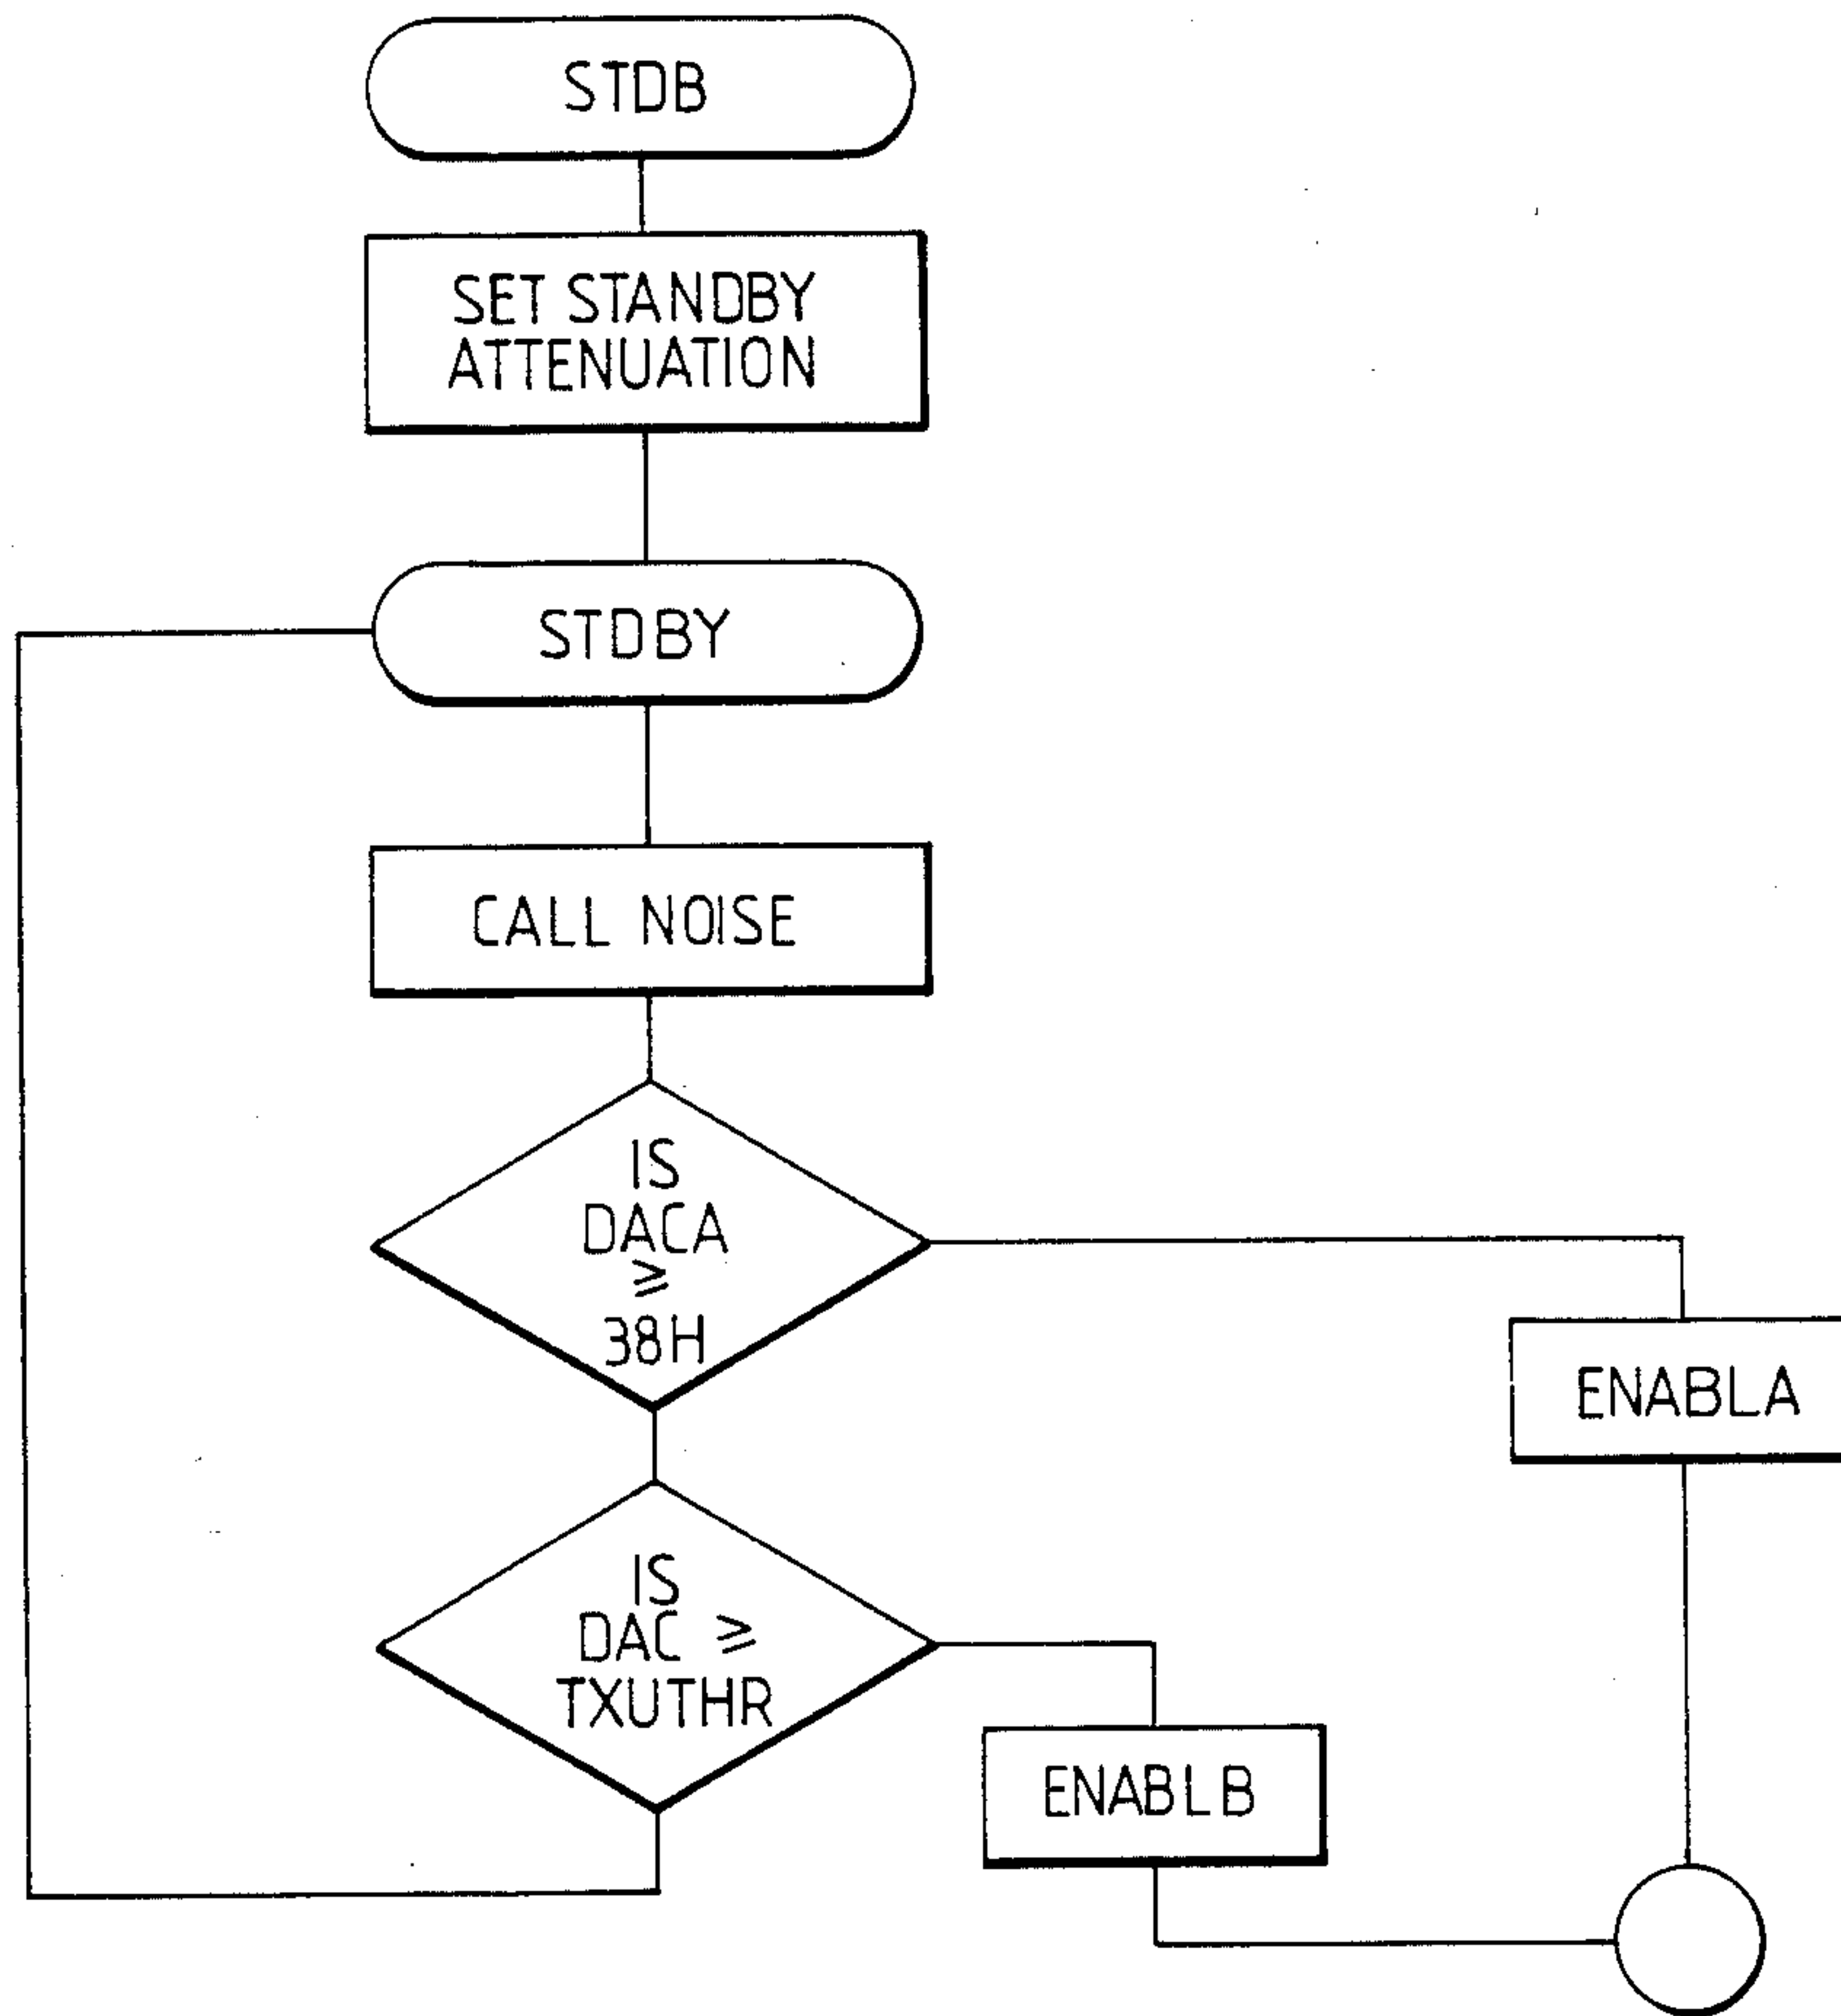 STDB
SET STANDBY
ATTENUATION
STDBY
CALL NOISE
IS
DACA
≥
38H
ENABLA
IS
DAC ≥
TXUTHR
ENABLB